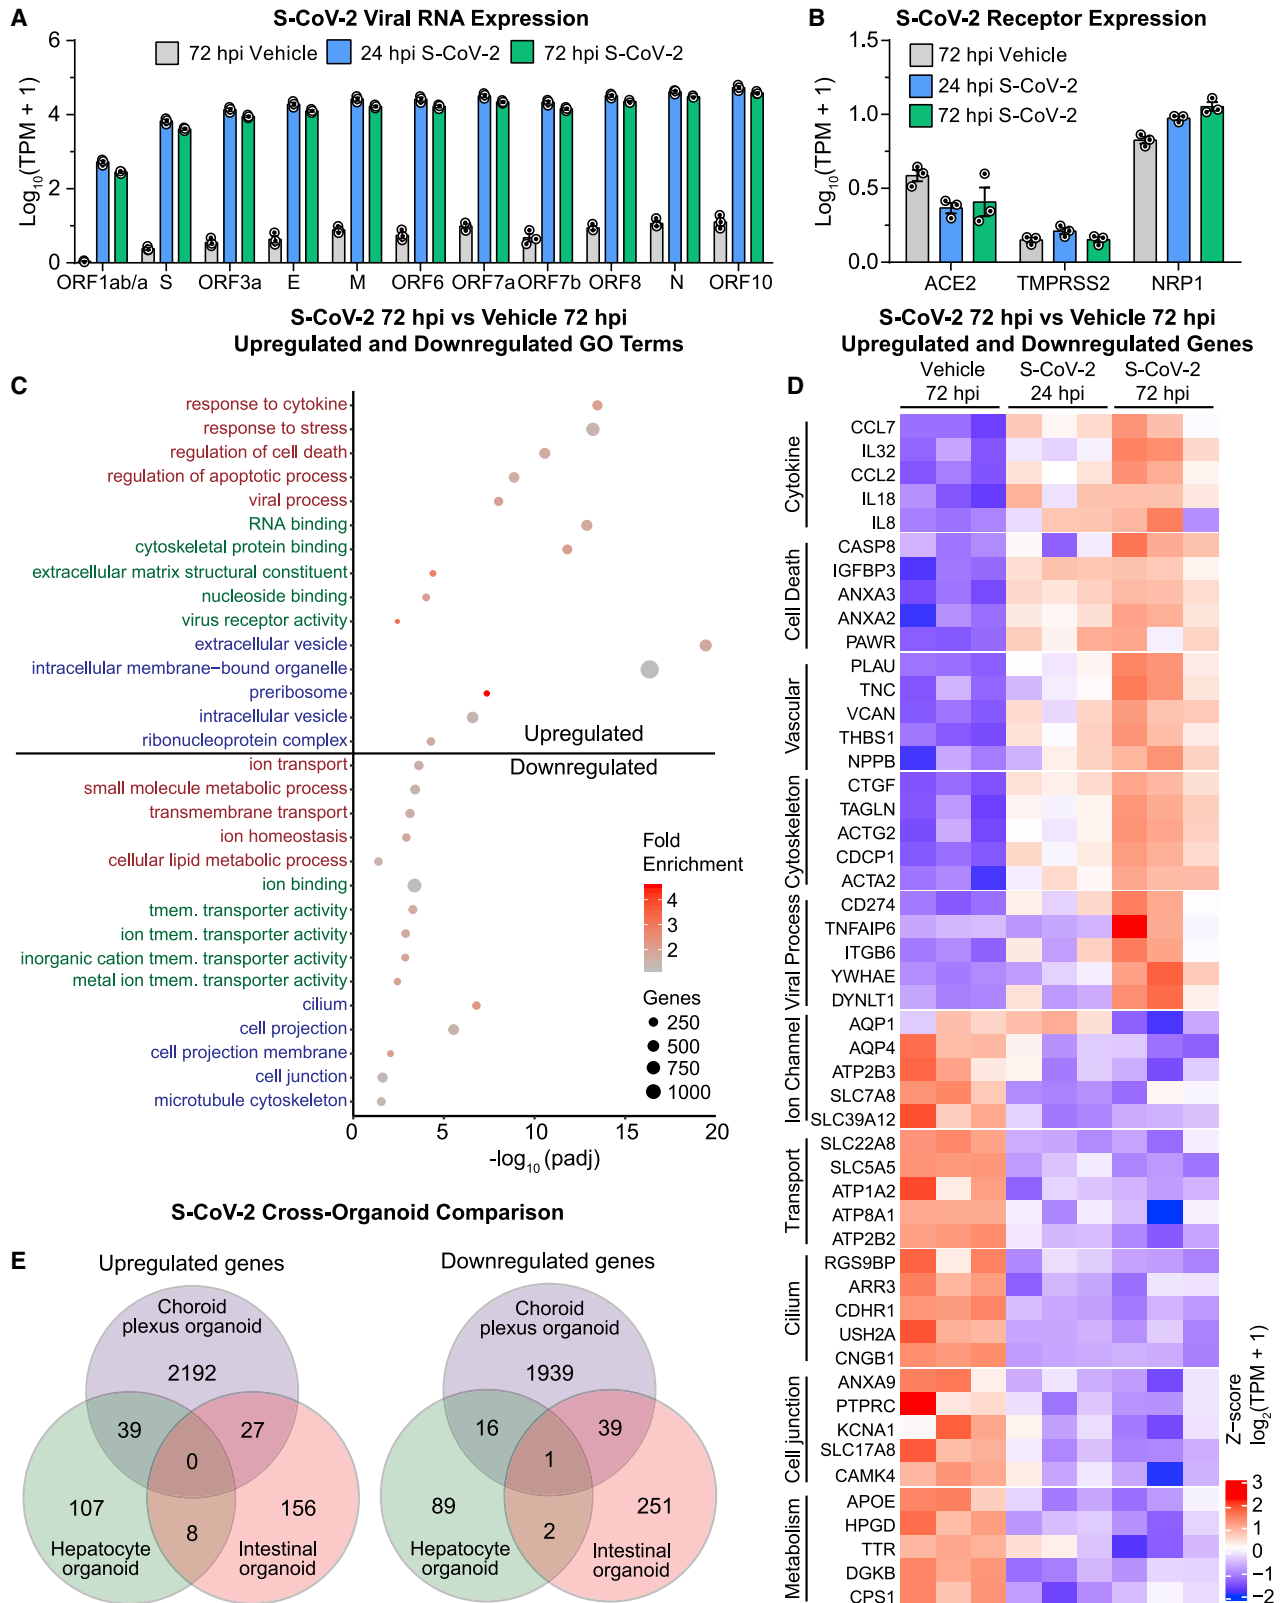 A
S-CoV-2 Viral RNA Expression
72 hpi Vehicle
24 hpi S-CoV-2
72 hpi S-CoV-2
Log10(TPM + 1)
6
4
2
0
ORF1ab/a
S
ORF3a
E
M
ORF6
ORF7a
ORF7b
ORF8
N
ORF10
B
S-CoV-2 Receptor Expression
72 hpi Vehicle
24 hpi S-CoV-2
72 hpi S-CoV-2
Log10(TPM + 1)
1.5
1.0
0.5
0.0
ACE2
TMPRSS2
NRP1
S-CoV-2 72 hpi vs Vehicle 72 hpi
Upregulated and Downregulated GO Terms
C
response to cytokine
response to stress
regulation of cell death
regulation of apoptotic process
viral process
RNA binding
cytoskeletal protein binding
extracellular matrix structural constituent
nucleoside binding
virus receptor activity
extracellular vesicle
intracellular membrane−bound organelle
preribosome
intracellular vesicle
ribonucleoprotein complex
Upregulated
Downregulated
ion transport
small molecule metabolic process
transmembrane transport
ion homeostasis
cellular lipid metabolic process
ion binding
tmem. transporter activity
ion tmem. transporter activity
inorganic cation tmem. transporter activity
metal ion tmem. transporter activity
cilium
cell projection
cell projection membrane
cell junction
microtubule cytoskeleton
0
5
10
15
20
-log10 (padj)
Fold
Enrichment
4
3
2
Genes
250
500
750
1000
S-CoV-2 72 hpi vs Vehicle 72 hpi
Upregulated and Downregulated Genes
D
Vehicle
72 hpi
S-CoV-2
24 hpi
S-CoV-2
72 hpi
Cytokine
CCL7
IL32
CCL2
IL18
IL8
Cell Death
CASP8
IGFBP3
ANXA3
ANXA2
PAWR
Vascular
PLAU
TNC
VCAN
THBS1
NPPB
Cytoskeleton
CTGF
TAGLN
ACTG2
CDCP1
ACTA2
Viral Process
CD274
TNFAIP6
ITGB6
YWHAE
DYNLT1
Ion Channel
AQP1
AQP4
ATP2B3
SLC7A8
SLC39A12
Transport
SLC22A8
SLC5A5
ATP1A2
ATP8A1
ATP2B2
Cilium
RGS9BP
ARR3
CDHR1
USH2A
CNGB1
Cell junction
ANXA9
PTPRC
KCNA1
SLC17A8
CAMK4
Metabolism
APOE
HPGD
TTR
DGKB
CPS1
Z−score
log2(TPM + 1)
3
2
1
0
−1
−2
S-CoV-2 Cross-Organoid Comparison
E
Upregulated genes
Choroid
plexus organoid
2192
39
27
0
107
156
8
Hepatocyte
organoid
Intestinal
organoid
Downregulated genes
Choroid
plexus organoid
1939
16
39
1
89
251
2
Hepatocyte
organoid
Intestinal
organoid